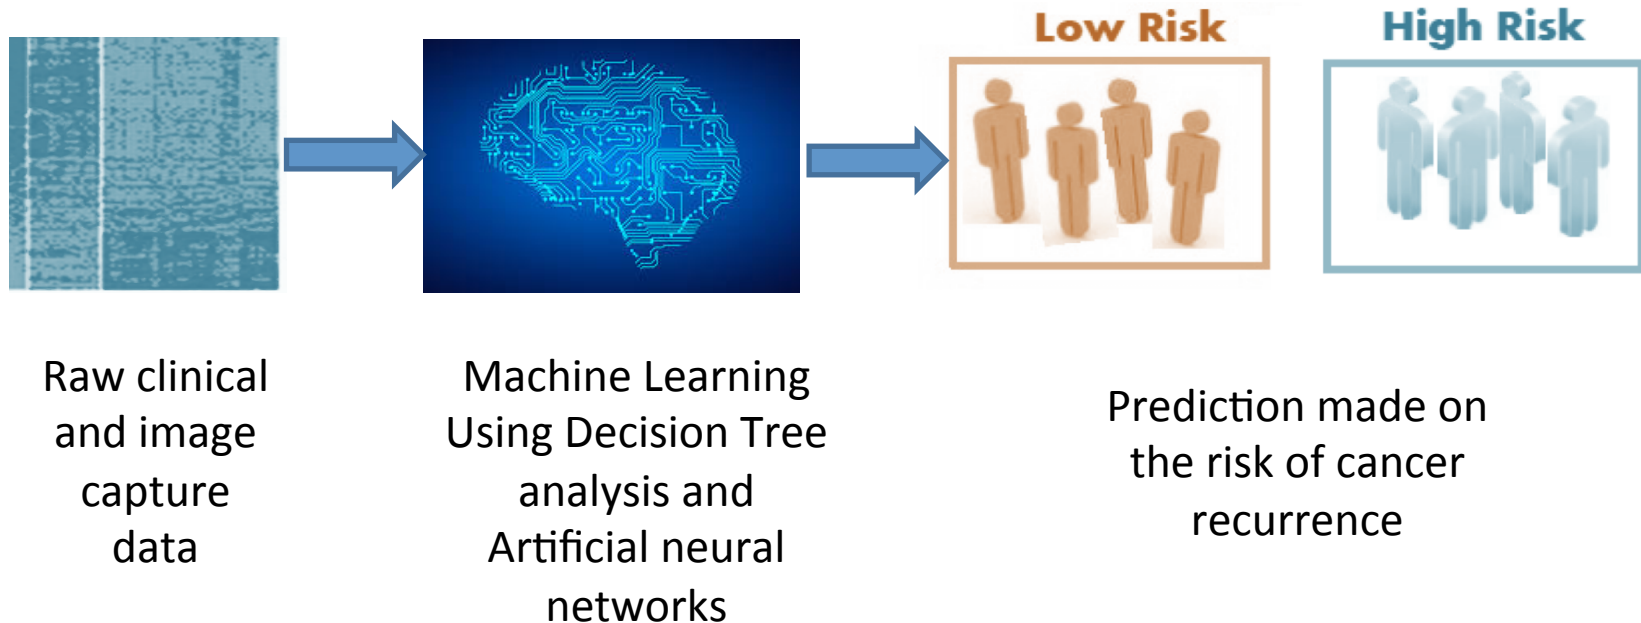 Low Risk
High Risk
Raw clinical
and image
capture
data
Machine Learning
Using Decision Tree
analysis and
Artificial neural
networks
Prediction made on
the risk of cancer
recurrence